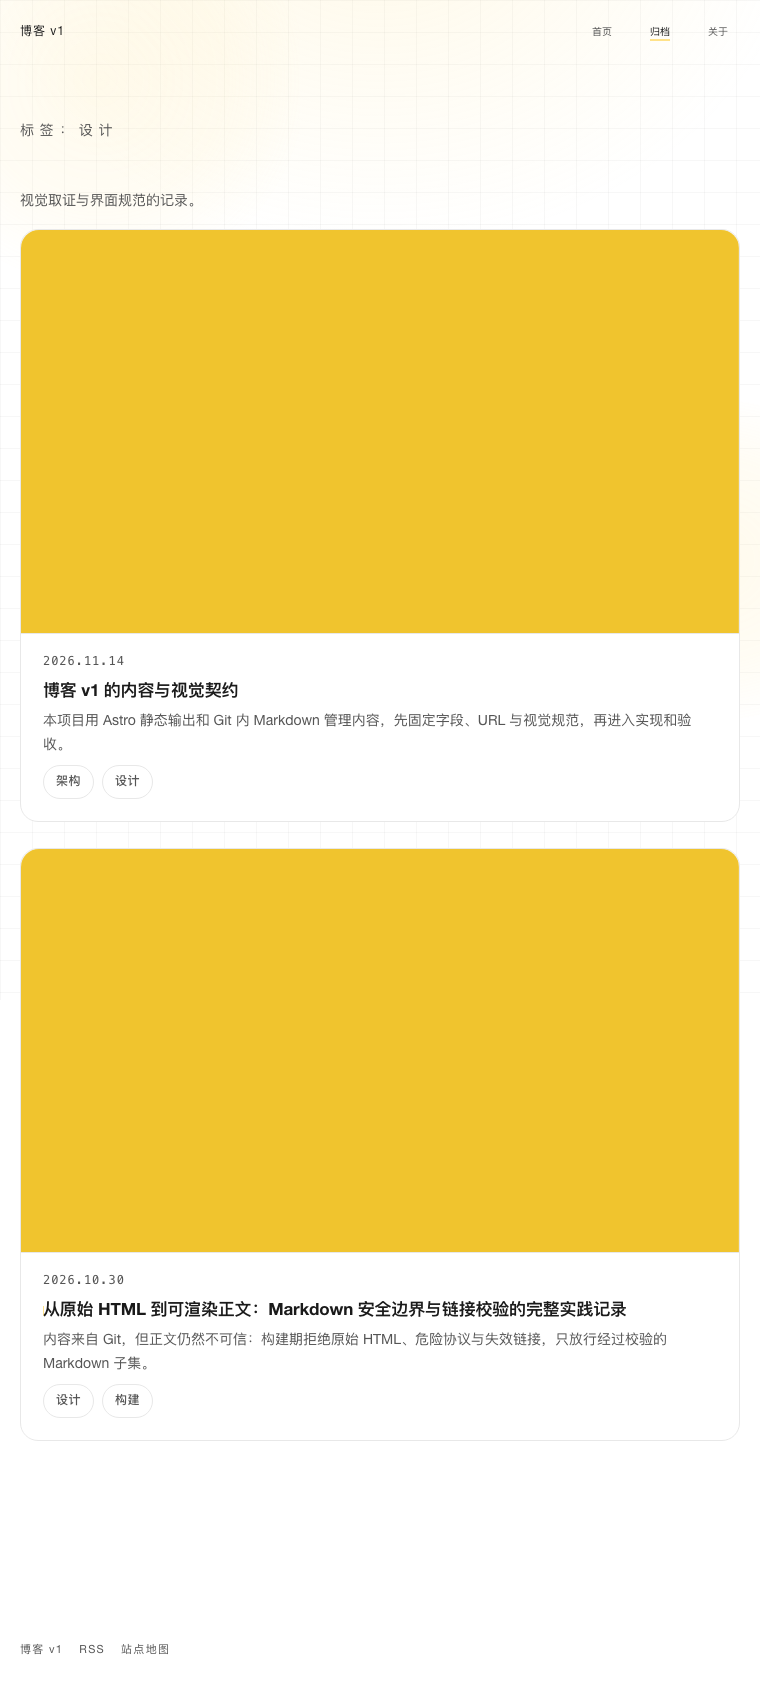 博客 v1
首页 归档 关于
标签： 设计
视觉取证与界面规范的记录。
2026.11.14
博客 v1 的内容与视觉契约
本项目用 Astro 静态输出和 Git 内 Markdown 管理内容，先固定字段、URL 与视觉规范，再进入实现和验
收。
架构 设计
2026.10.30
从原始 HTML 到可渲染正文：Markdown 安全边界与链接校验的完整实践记录
内容来自 Git，但正文仍然不可信：构建期拒绝原始 HTML、危险协议与失效链接，只放行经过校验的
Markdown 子集。
设计 构建
博客 v1 RSS 站点地图